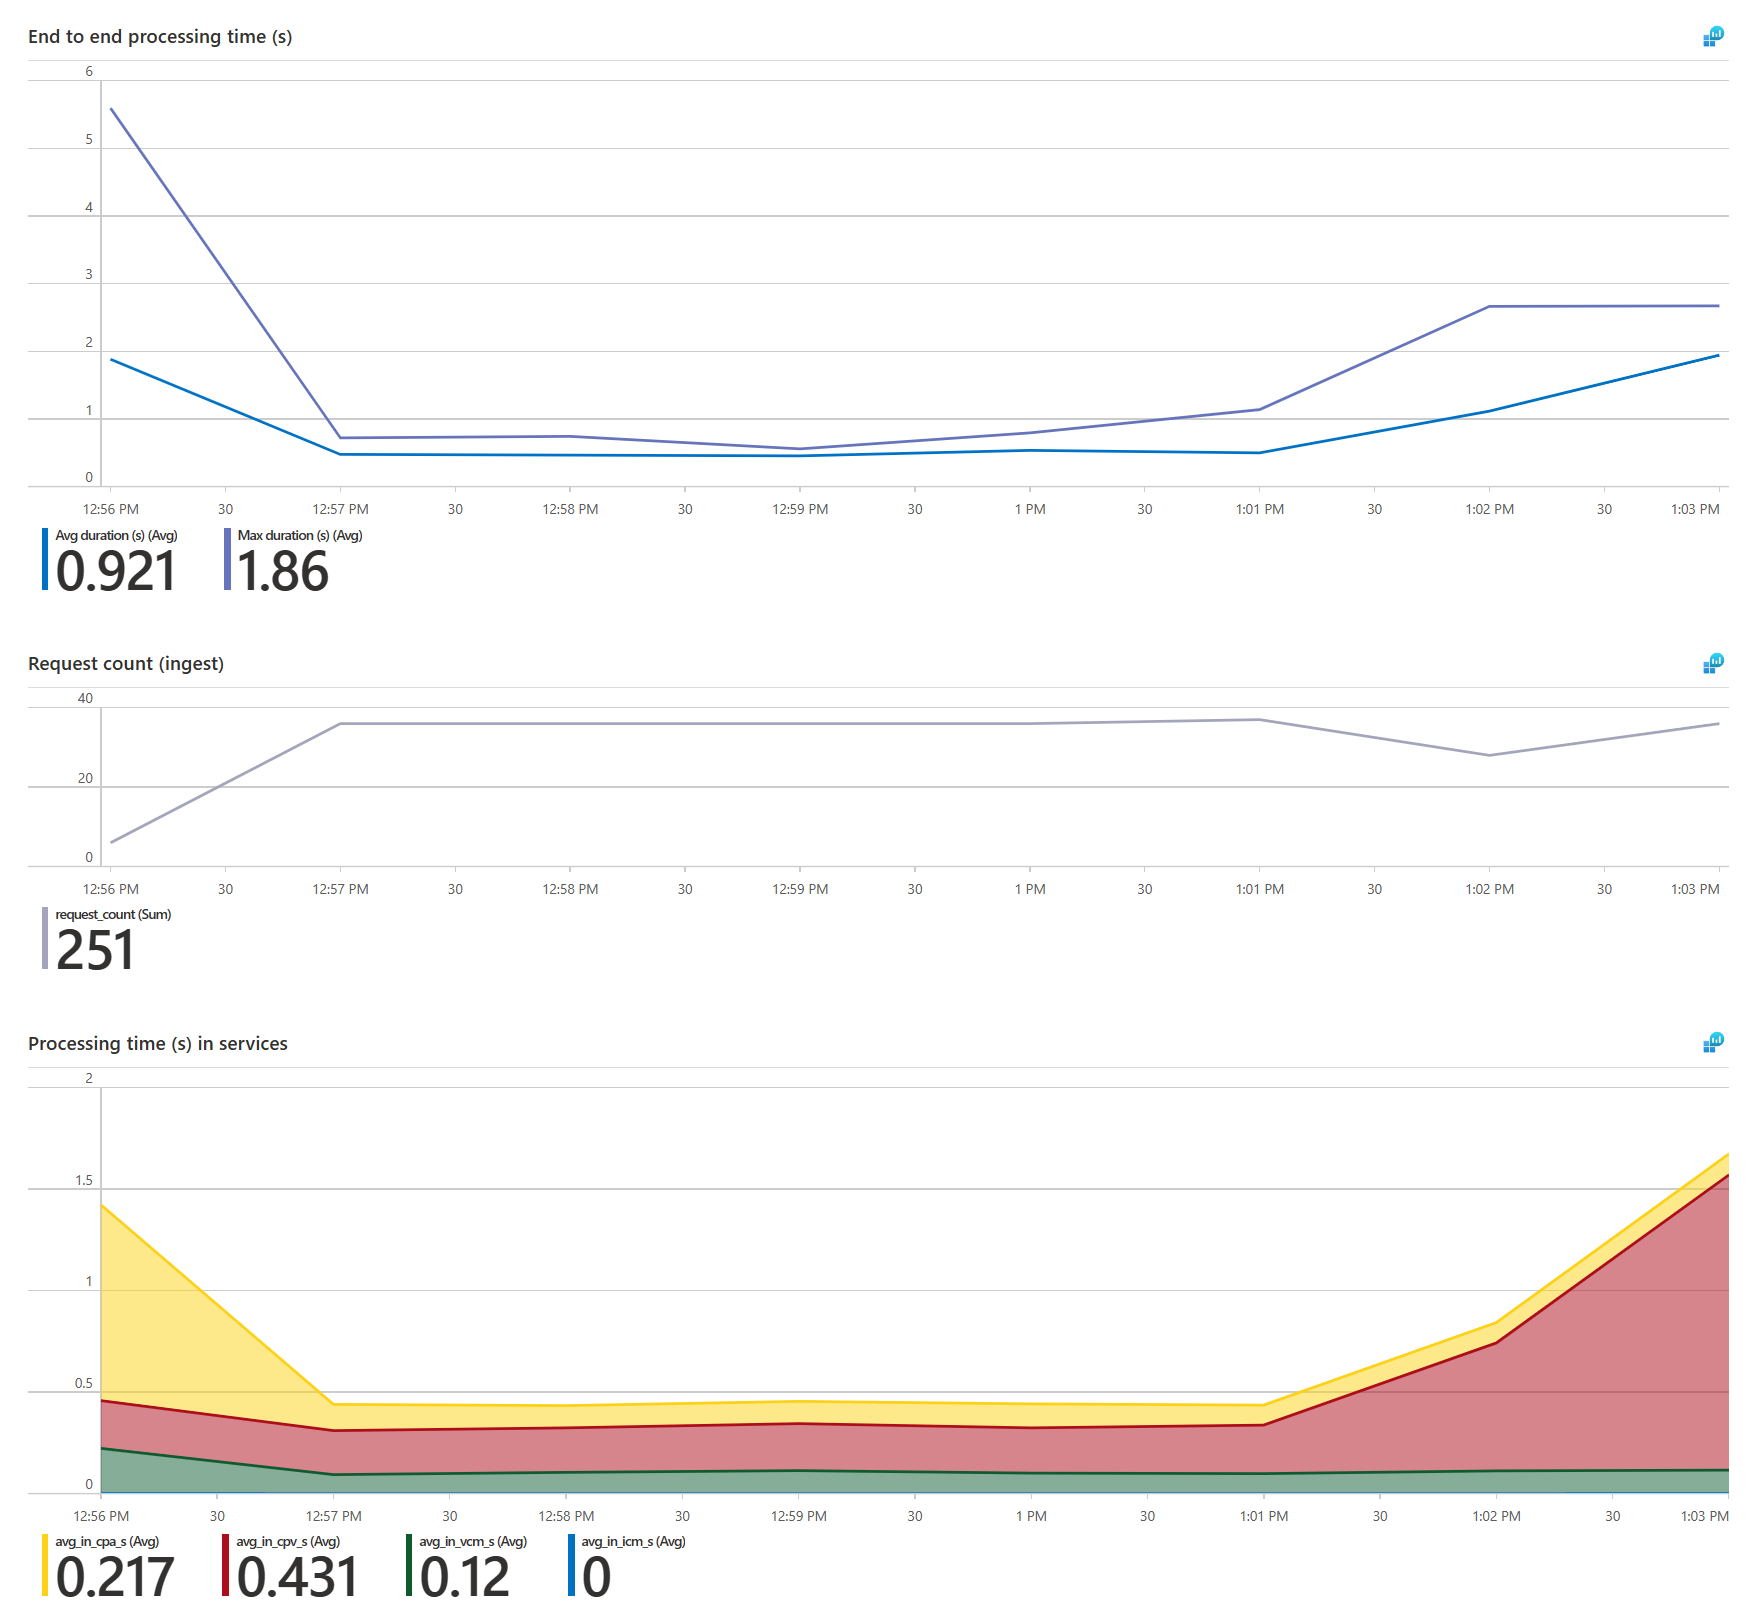 End to end processing time (s)
6
5
4
3
2
1
0
12:56 PM 30 12:57 PM 30 12:58 PM 30 12:59 PM 30 1 PM 30 1:01 PM 30 1:02 PM 30 1:03 PM
Avg duration (s) (Avg) Max duration (s) (Avg)
0.921 1.86
Request count (ingest)
40
20
0
12:56 PM 30 12:57 PM 30 12:58 PM 30 12:59 PM 30 1 PM 30 1:01 PM 30 1:02 PM 30 1:03 PM
request_count (Sum)
251
Processing time (s) in services
2
1.5
1
0.5
0
12:56 PM 30 12:57 PM 30 12:58 PM 30 12:59 PM 30 1 PM 30 1:01 PM 30 1:02 PM 30 1:03 PM
avg_in_cpa_s (Avg) avg_in_cpv_s (Avg) avg_in_vcm_s (Avg) avg_in_icm_s (Avg)
0.217 0.431 0.12 0